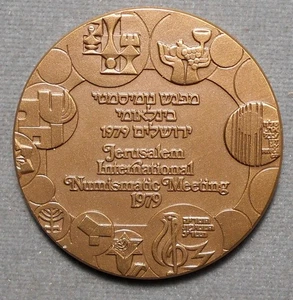 מפגש נומיסמטי
בינלאומי
ירושלים 1979
Jerusalem
International
Numismatic Meeting
1979